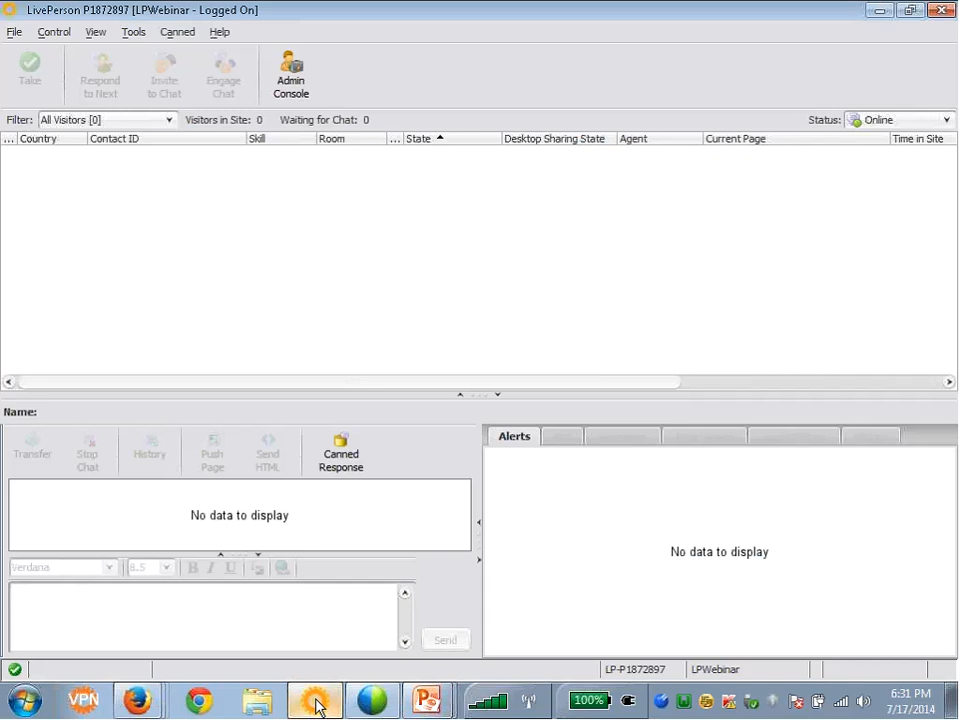 LivePerson P1872897 [LPWebinar - Logged On]
File Control View Tools Canned Help
Take Respond to Next Invite to Chat Engage Chat Admin Console
Filter: All Visitors [0] Visitors in Site: 0 Waiting for Chat: 0 Status: Online
... Country Contact ID Skill Room ... State Desktop Sharing State Agent Current Page Time in Site
Name:
Transfer Stop Chat History Push Page Send HTML Canned Response
Alerts
No data to display
No data to display
Verdana 8.5 B I U
Send
LP-P1872897 LPWebinar
VPN 100% 6:31 PM
7/17/2014